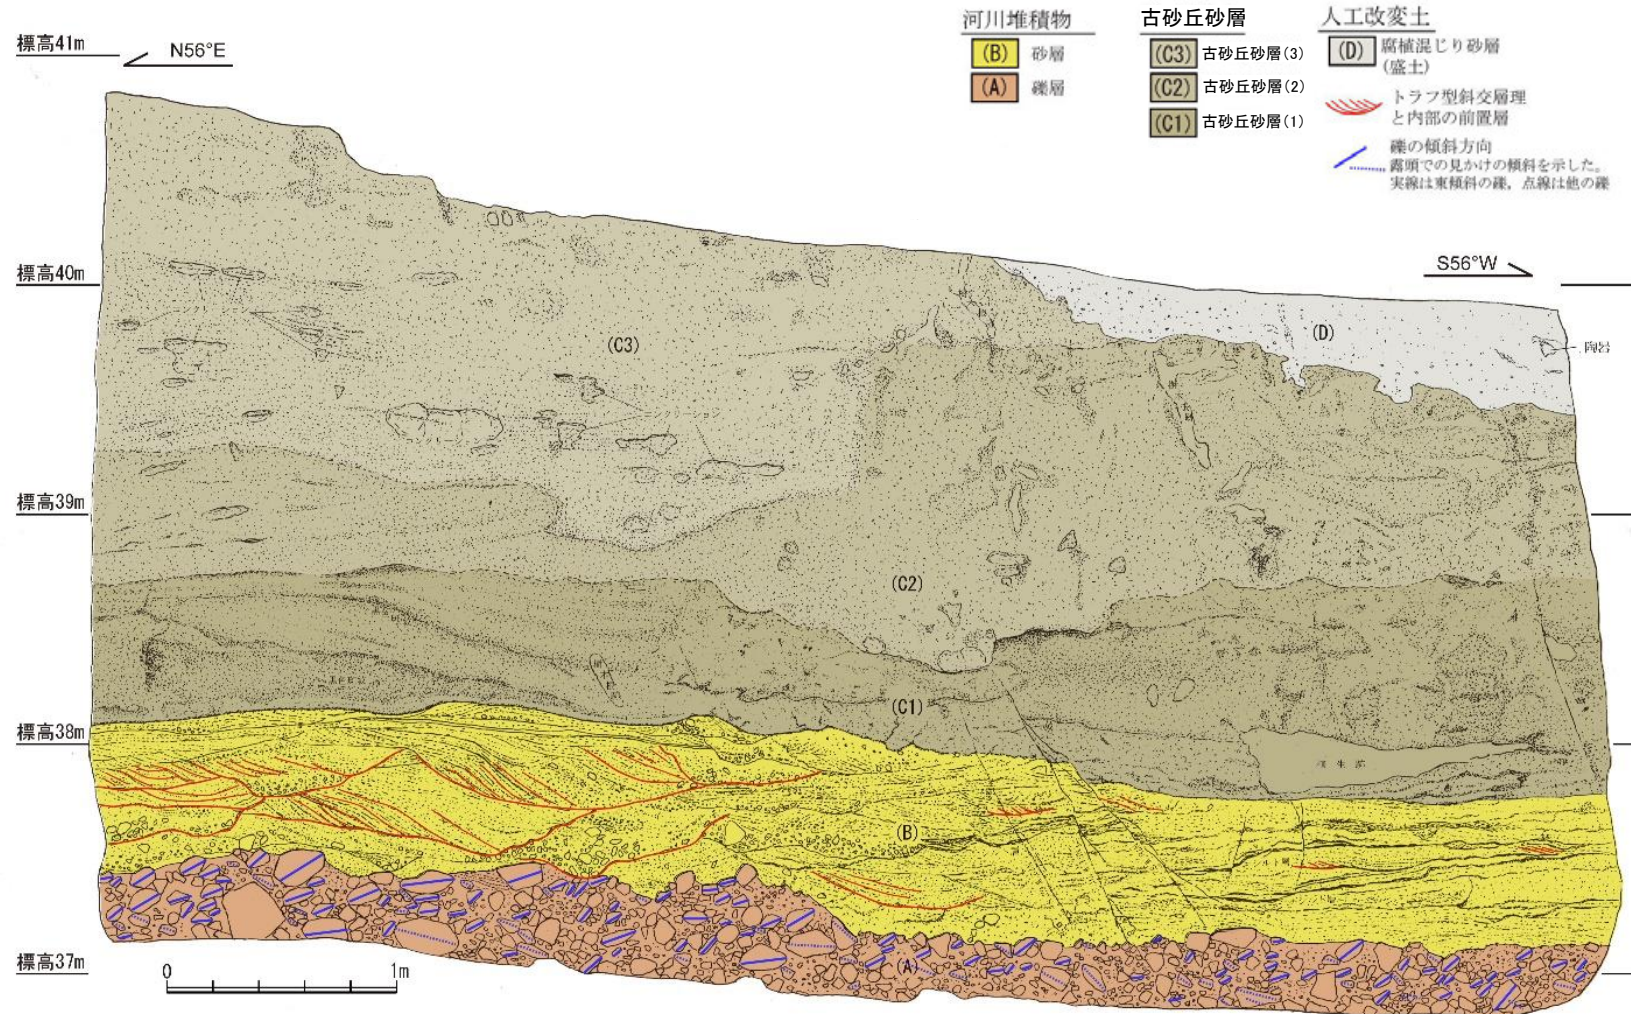 河川堆積物
(B) 砂層
(A) 礫層
古砂丘砂層
(C3) 古砂丘砂層(3)
(C2) 古砂丘砂層(2)
(C1) 古砂丘砂層(1)
人工改変土
(D) 腐植混じり砂層
(盛土)
トラフ型斜交層理
と内部の前置層
礫の傾斜方向
露頭での見かけの傾斜を示した。
実線は東傾斜の礫，点線は他の礫
標高41m
N56°E
標高40m
S56°W
(D)
陶器
(C3)
標高39m
(C2)
(C1)
標高38m
(B)
標高37m
0 1m
(A)